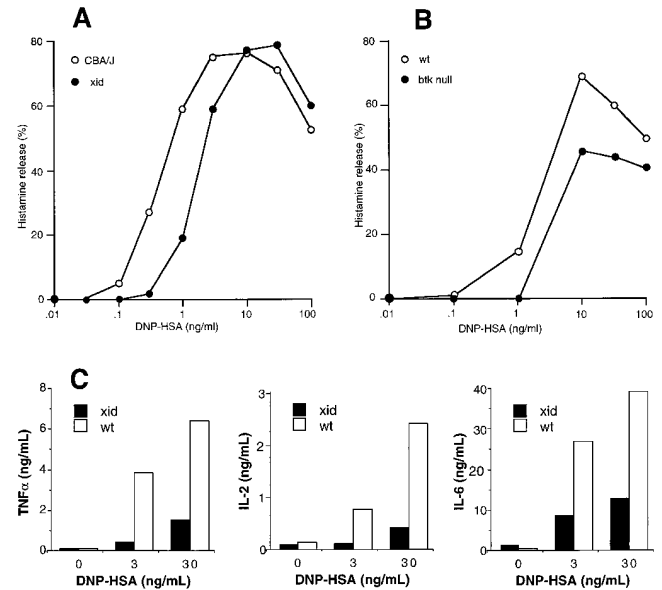 A
80
60
40
20
0
CBA/J
xid
Histamine release (%)
.01 .1 1 10 100
DNP-HSA (ng/ml)
B
80
60
40
20
0
wt
btk null
Histamine release (%)
.01 .1 1 10 100
DNP-HSA (ng/ml)
C
8
6
4
2
0
xid
wt
TNFα (ng/mL)
0 3 30
DNP-HSA (ng/mL)
3
2
1
0
xid
wt
IL-2 (ng/mL)
0 3 30
DNP-HSA (ng/mL)
40
30
20
10
0
xid
wt
IL-6 (ng/mL)
0 3 30
DNP-HSA (ng/mL)